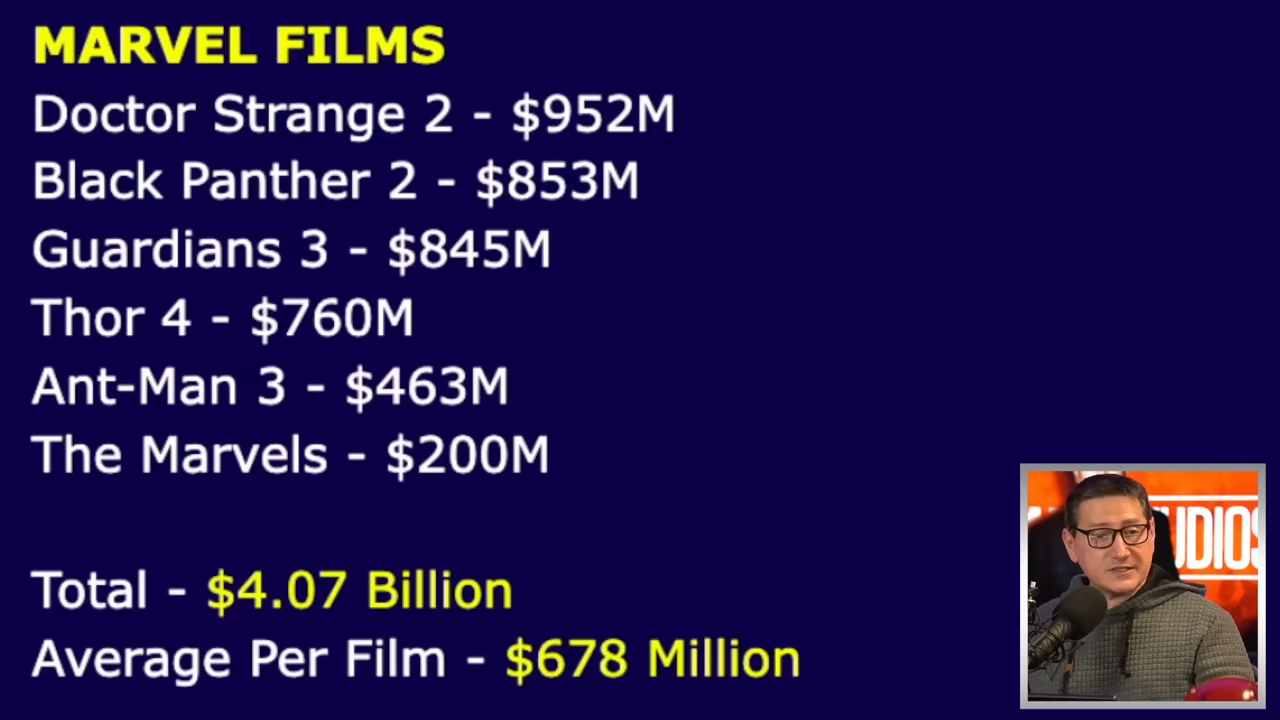 MARVEL FILMS
Doctor Strange 2 - $952M
Black Panther 2 - $853M
Guardians 3 - $845M
Thor 4 - $760M
Ant-Man 3 - $463M
The Marvels - $200M
Total - $4.07 Billion
Average Per Film - $678 Million